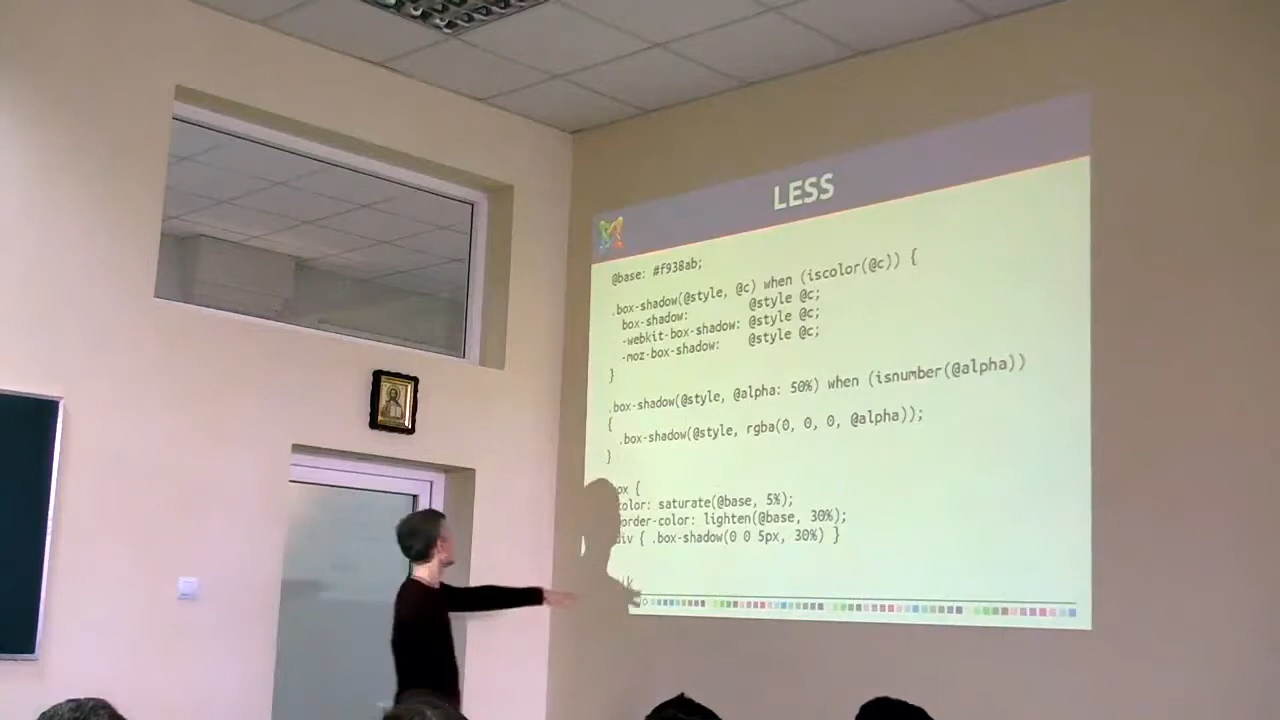 LESS
@base: #f938ab;
.box-shadow(@style, @c) when (iscolor(@c)) {
box-shadow: @style @c;
-webkit-box-shadow: @style @c;
-moz-box-shadow: @style @c;
}
.box-shadow(@style, @alpha: 50%) when (isnumber(@alpha))
{
.box-shadow(@style, rgba(0, 0, 0, @alpha));
}
{
color: saturate(@base, 5%);
border-color: lighten(@base, 30%);
div { .box-shadow(0 0 5px, 30%) }